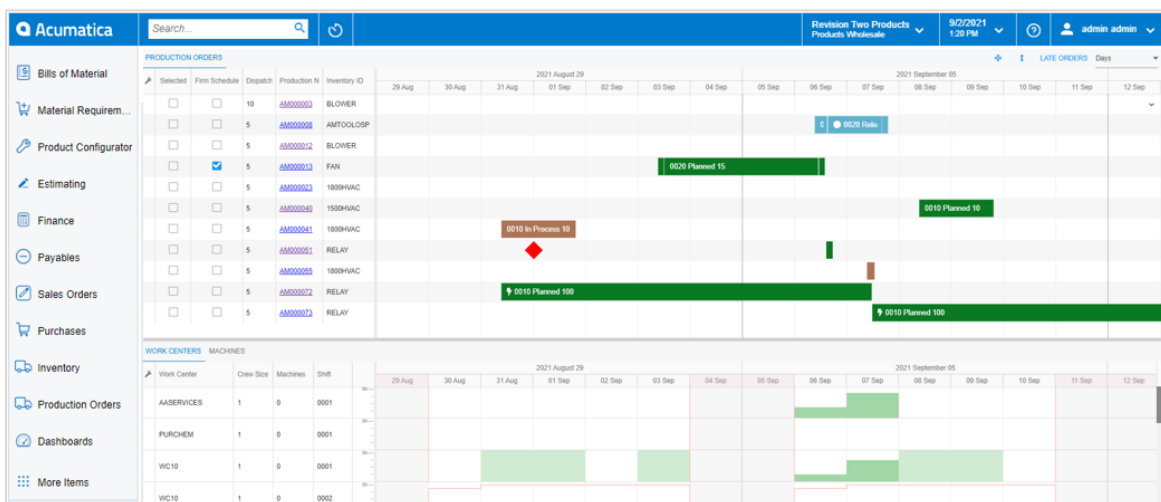 Acumatica
Search...
Revision Two Products
Products Wholesale
9/2/2021
1:20 PM
admin admin
Bills of Material
Material Requirem...
Product Configurator
Estimating
Finance
Payables
Sales Orders
Purchases
Inventory
Production Orders
Dashboards
More Items
PRODUCTION ORDERS
LATE ORDERS Days
Selected Firm Schedule Dispatch Production N Inventory ID
2021 August 29 2021 September 05
29 Aug 30 Aug 31 Aug 01 Sep 02 Sep 03 Sep 04 Sep 05 Sep 06 Sep 07 Sep 08 Sep 09 Sep 10 Sep 11 Sep 12 Sep
10 AM000003 BLOWER
5 AM000008 AMTOOLOSP 0020 Rele
5 AM000012 BLOWER
5 AM000013 FAN 0020 Planned 15
5 AM000023 1800HVAC
5 AM000040 1500HVAC 0010 Planned 10
5 AM000041 1800HVAC 0010 In Process 10
5 AM000051 RELAY
5 AM000055 1800HVAC
5 AM000072 RELAY 0010 Planned 100
5 AM000073 RELAY 0010 Planned 100
WORK CENTERS MACHINES
Work Center Crew Size Machines Shift
2021 August 29 2021 September 05
29 Aug 30 Aug 31 Aug 01 Sep 02 Sep 03 Sep 04 Sep 05 Sep 06 Sep 07 Sep 08 Sep 09 Sep 10 Sep 11 Sep 12 Sep
AASERVICES 1 0 0001
PURCHEM 1 0 0001
WC10 1 0 0001
WC10 1 0 0002